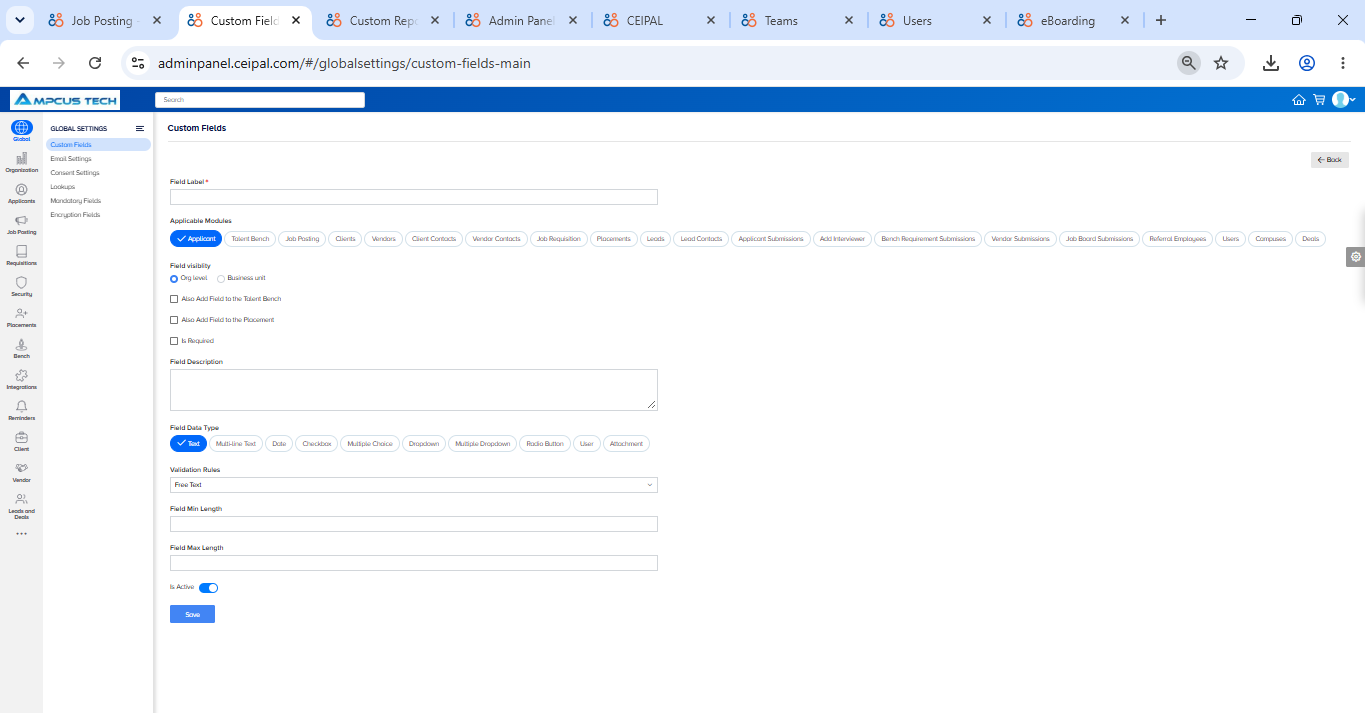 Job Posting -
Custom Field
Custom Repo
Admin Panel
CEIPAL
Teams
Users
eBoarding
adminpanel.ceipal.com/#/globalsettings/custom-fields-main
AMPCUS TECH
Search
Global
Organization
Applicants
Job Posting
Requisitions
Security
Placements
Bench
Integrations
Reminders
Client
Vendor
Leads and
Deals
GLOBAL SETTINGS
Custom Fields
Email Settings
Consent Settings
Lookups
Mandatory Fields
Encryption Fields
Custom Fields
Back
Field Label*
Applicable Modules
Applicant Talent Bench Job Posting Clients Vendors Client Contacts Vendor Contacts Job Requisition Placements Leads Lead Contacts Applicant Submissions Add Interviewer Bench Requirement Submissions Vendor Submissions Job Board Submissions Referral Employees Users Campuses Deals
Field visiblity
Org level Business unit
Also Add Field to the Talent Bench
Also Add Field to the Placement
Is Required
Field Description
Field Data Type
Text Multi-line Text Date Checkbox Multiple Choice Dropdown Multiple Dropdown Radio Button User Attachment
Validation Rules
Free Text
Field Min Length
Field Max Length
Is Active
Save